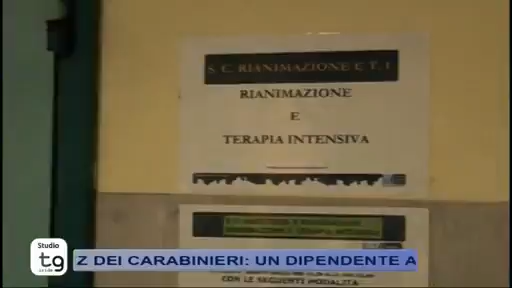 S. C. RIANIMAZIONE E T. I
RIANIMAZIONE
E
TERAPIA INTENSIVA
CON LE SEGUENTI MODALITA
Studio
tg
Z DEI CARABINIERI: UN DIPENDENTE A